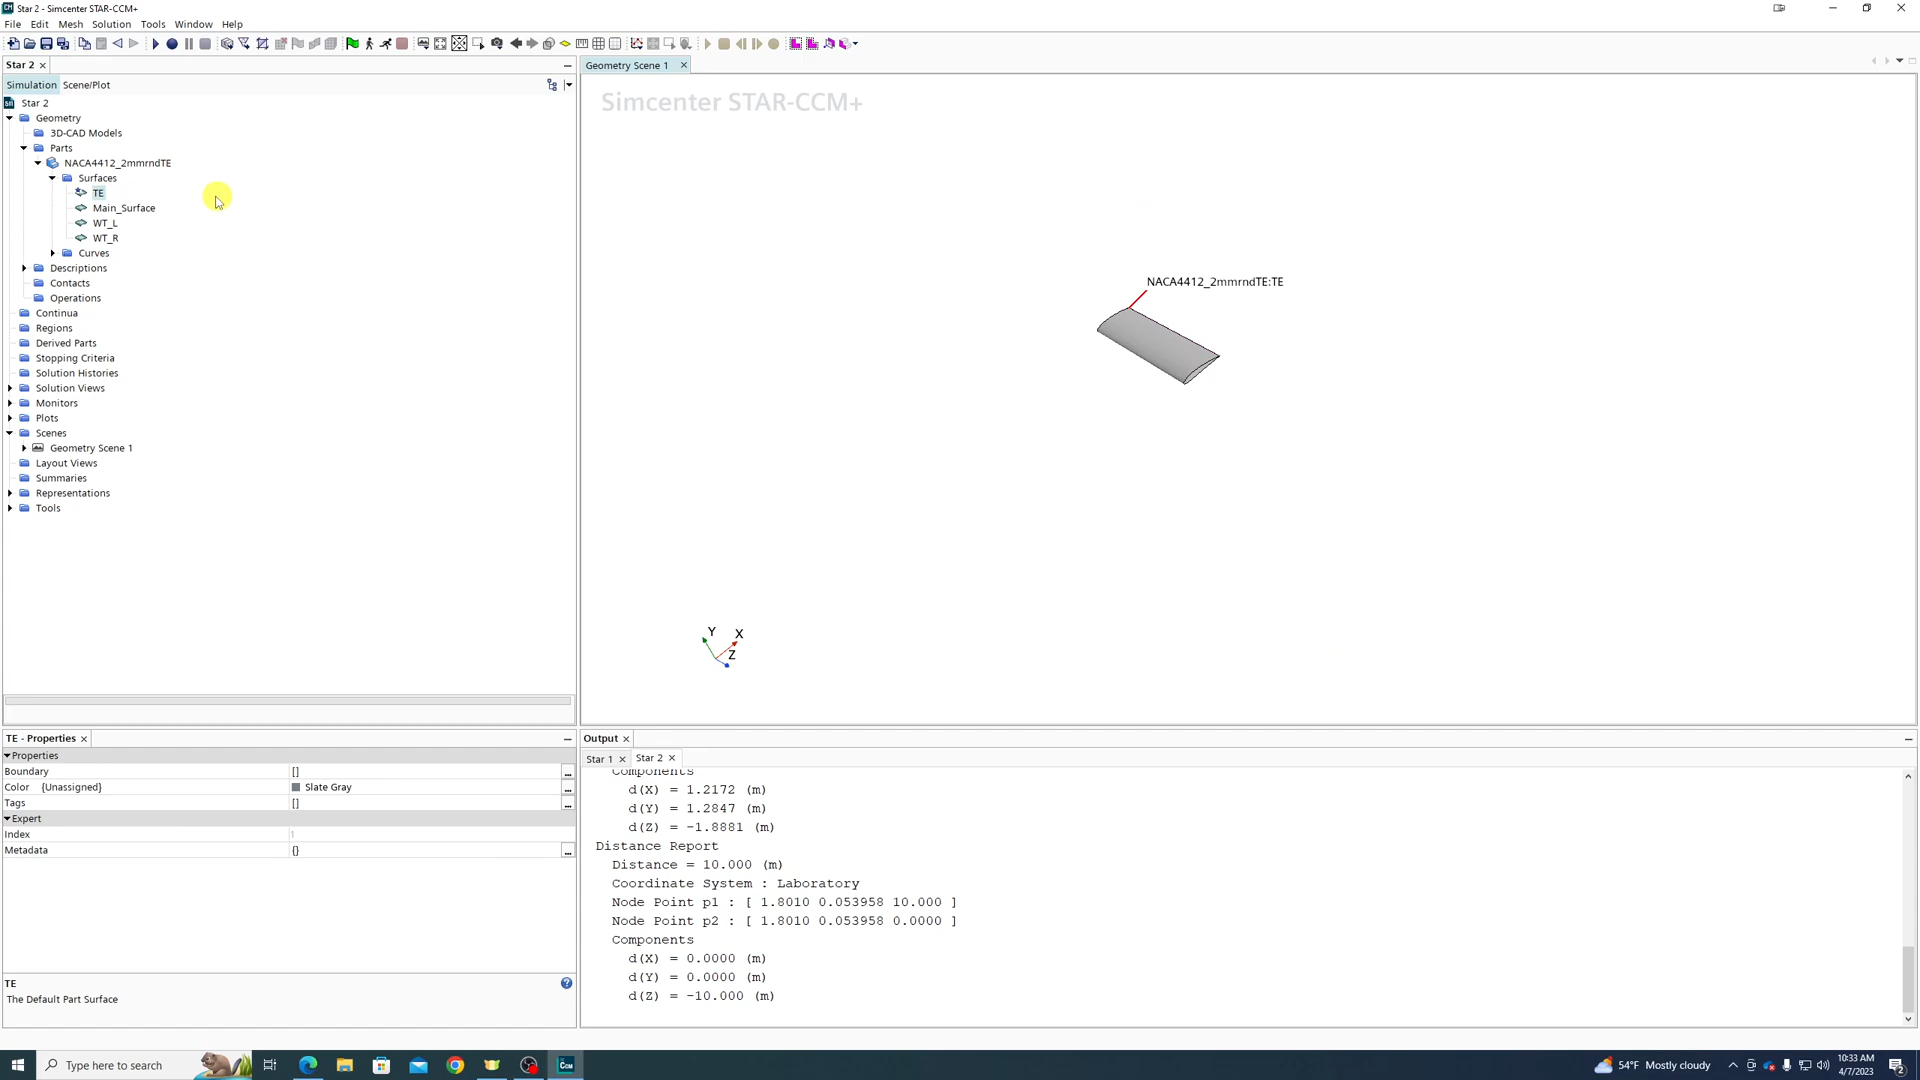 Star 2 - Simcenter STAR-CCM+
File Edit Mesh Solution Tools Window Help
Star 2
Simulation Scene/Plot
Star 2
Geometry
3D-CAD Models
Parts
NACA4412_2mmrndTE
Surfaces
TE
Main_Surface
WT_L
WT_R
Curves
Descriptions
Contacts
Operations
Continua
Regions
Derived Parts
Stopping Criteria
Solution Histories
Solution Views
Monitors
Plots
Scenes
Geometry Scene 1
Layout Views
Summaries
Representations
Tools
TE - Properties
Properties
Boundary []
Color {Unassigned} Slate Gray
Tags []
Expert
Index 1
Metadata {}
TE
The Default Part Surface
Geometry Scene 1
Simcenter STAR-CCM+
NACA4412_2mmrndTE:TE
Y X
Z
Output
Star 1 Star 2
Components
d(X) = 1.2172 (m)
d(Y) = 1.2847 (m)
d(Z) = -1.8881 (m)
Distance Report
Distance = 10.000 (m)
Coordinate System : Laboratory
Node Point p1 : [ 1.8010 0.053958 10.000 ]
Node Point p2 : [ 1.8010 0.053958 0.0000 ]
Components
d(X) = 0.0000 (m)
d(Y) = 0.0000 (m)
d(Z) = -10.000 (m)
Type here to search
54°F Mostly cloudy
10:33 AM
4/7/2023
2